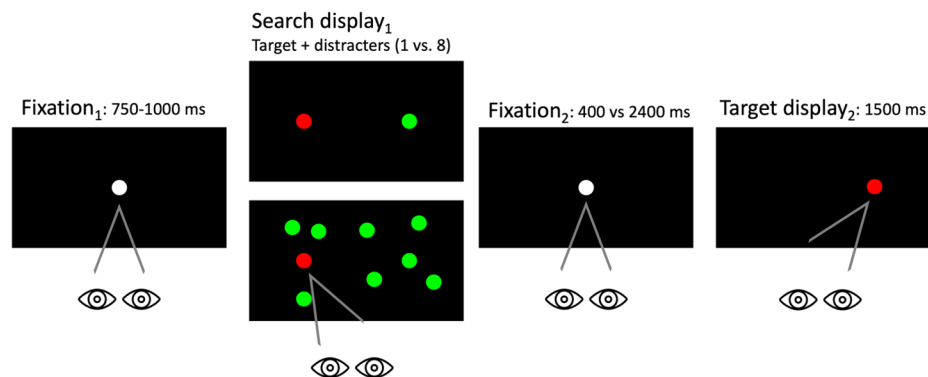 Search display₁
Target + distracters (1 vs. 8)
Fixation₁: 750-1000 ms
Fixation₂: 400 vs 2400 ms
Target display₂: 1500 ms